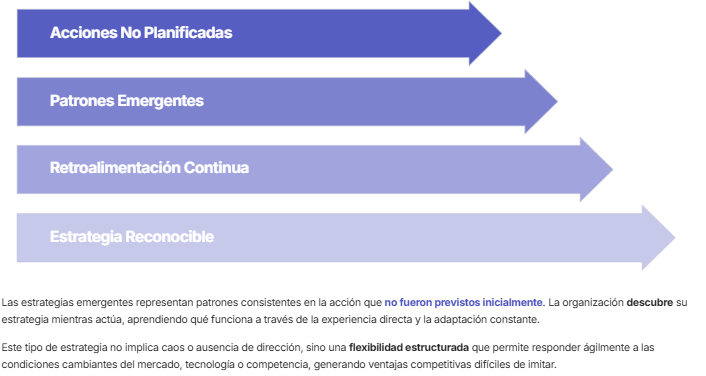 Acciones No Planificadas
Patrones Emergentes
Retroalimentación Continua
Estrategia Reconocible
Las estrategias emergentes representan patrones consistentes en la acción que no fueron previstos inicialmente. La organización descubre su
estrategia mientras actúa, aprendiendo qué funciona a través de la experiencia directa y la adaptación constante.
Este tipo de estrategia no implica caos o ausencia de dirección, sino una flexibilidad estructurada que permite responder ágilmente a las
condiciones cambiantes del mercado, tecnología o competencia, generando ventajas competitivas difíciles de imitar.